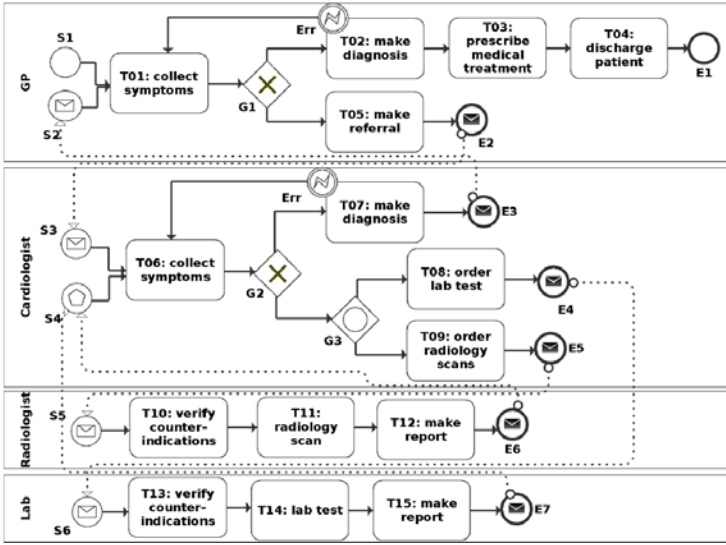 GP
S1
S2
T01: collect
symptoms
G1
Err
T02: make
diagnosis
T03:
prescribe
medical
treatment
T04:
discharge
patient
E1
T05: make
referral
E2
Cardiologist
S3
S4
T06: collect
symptoms
G2
Err
T07: make
diagnosis
E3
G3
T08: order
lab test
E4
T09: order
radiology
scans
E5
Radiologist
S5
T10: verify
counter-
indications
T11:
radiology
scan
T12: make
report
E6
Lab
S6
T13: verify
counter-
indications
T14: lab test
T15: make
report
E7